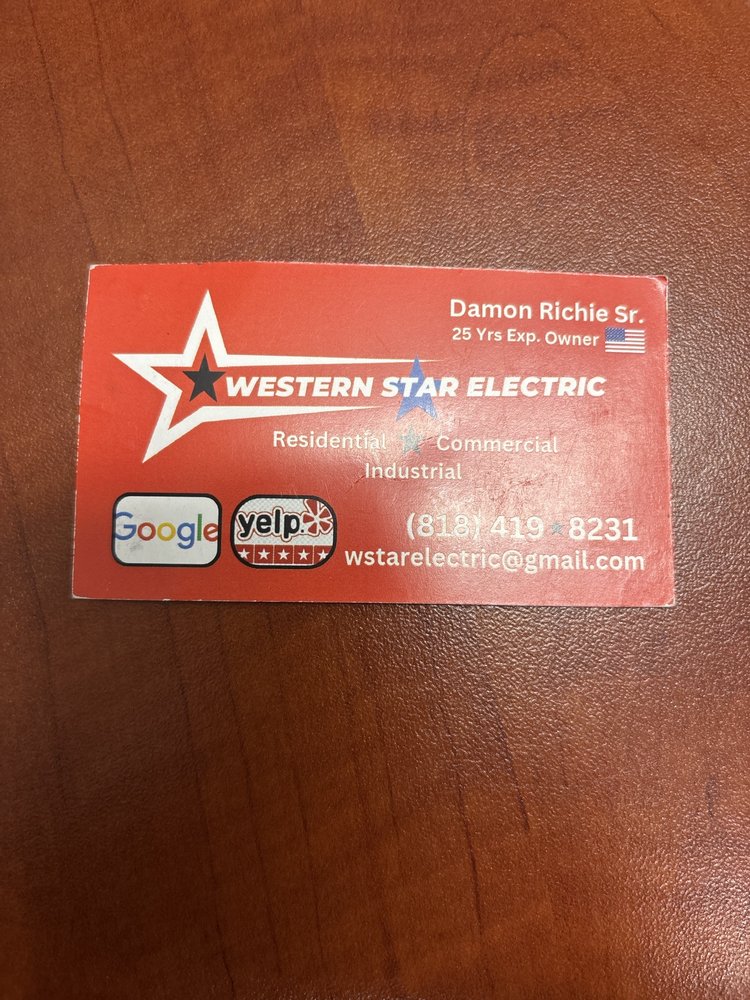 Damon Richie Sr.
25 Yrs Exp. Owner
WESTERN STAR ELECTRIC
Residential Commercial
Industrial
Google
yelp
(818) 419 8231
wstarelectric@gmail.com